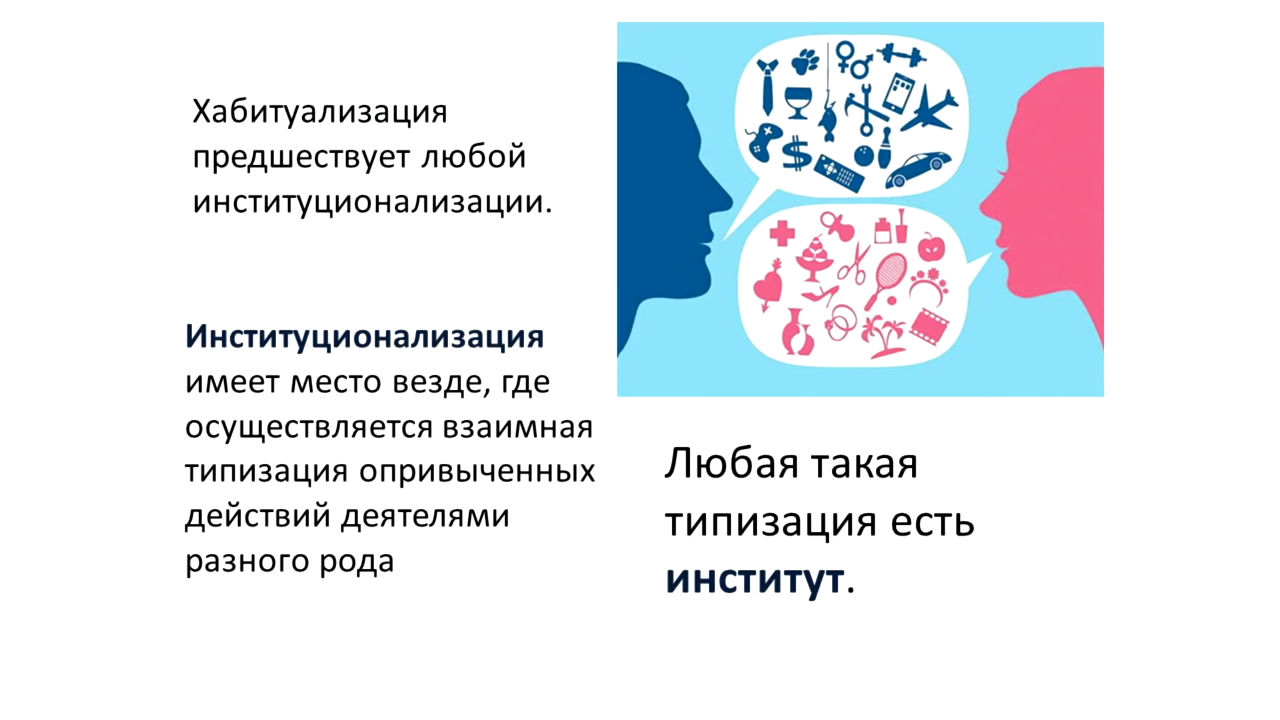 Хабитуализация
предшествует любой
институционализации.
Институционализация
имеет место везде, где
осуществляется взаимная
типизация опривыченных
действий деятелями
разного рода
Любая такая
типизация есть
институт.